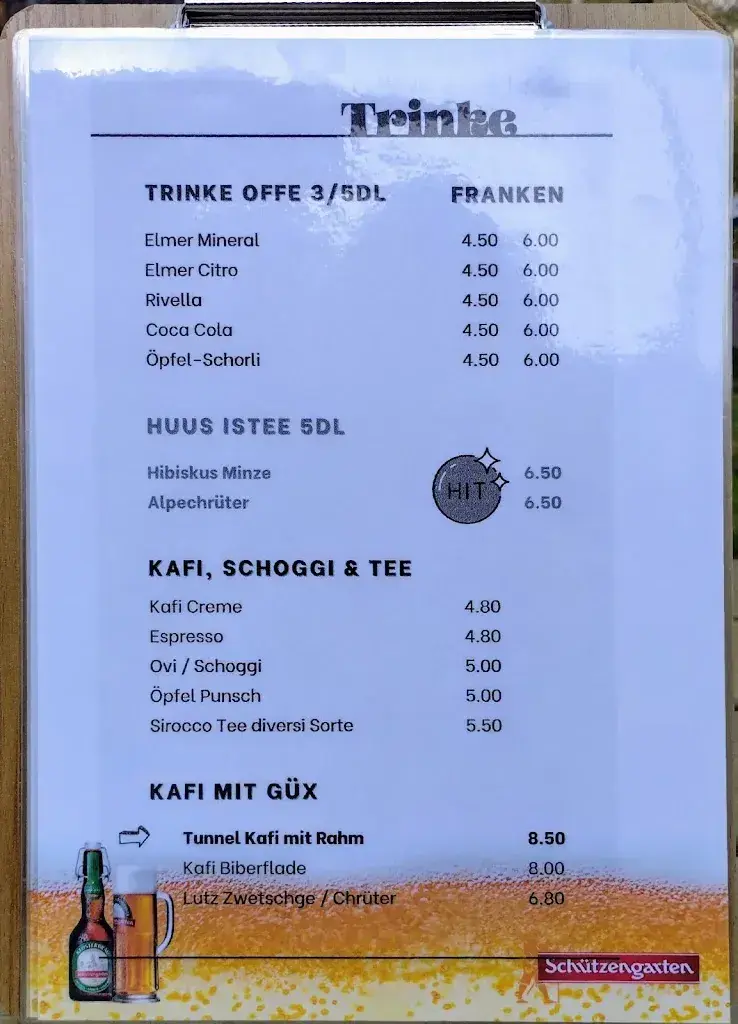 Trinke
TRINKE OFFE 3/5DL FRANKEN
Elmer Mineral 4.50 6.00
Elmer Citro 4.50 6.00
Rivella 4.50 6.00
Coca Cola 4.50 6.00
Öpfel-Schorli 4.50 6.00
HUUS ISTEE 5DL
Hibiskus Minze 6.50
HIT
Alpechrüter 6.50
KAFI, SCHOGGI & TEE
Kafi Creme 4.80
Espresso 4.80
Ovi / Schoggi 5.00
Öpfel Punsch 5.00
Sirocco Tee diversi Sorte 5.50
KAFI MIT GÜX
Tunnel Kafi mit Rahm 8.50
Kafi Biberflade 8.00
Lutz Zwetschge / Chrüter 6.80
Schützengarten